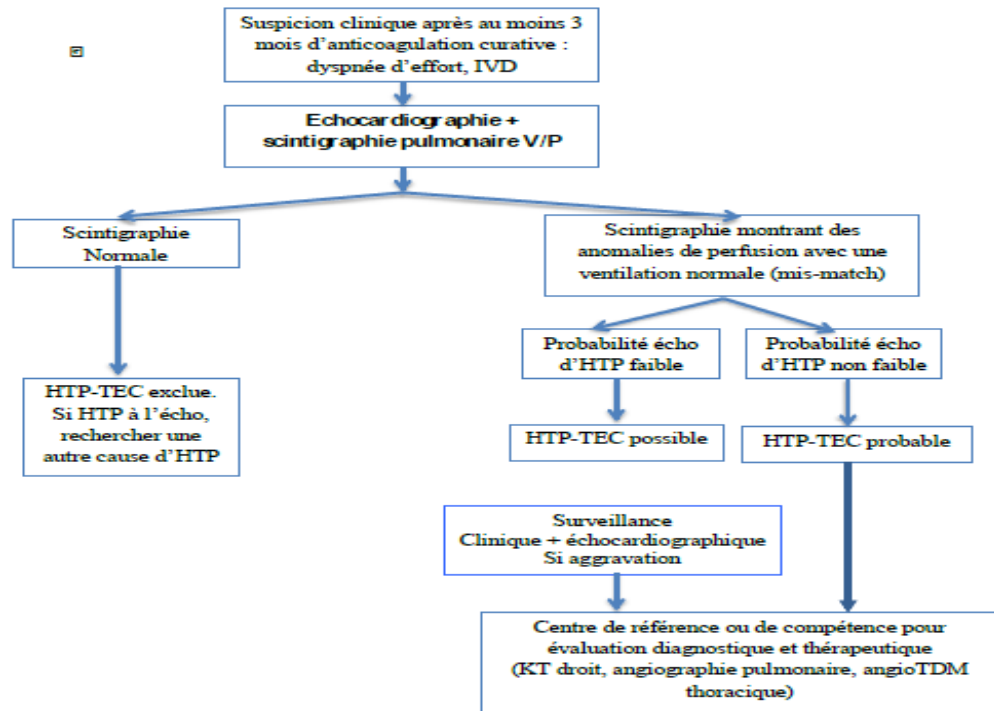 Suspicion clinique après au moins 3
mois d'anticoagulation curative :
dyspnée d'effort, IVD
Echocardiographie +
scintigraphie pulmonaire V/P
Scintigraphie
Normale
Scintigraphie montrant des
anomalies de perfusion avec une
ventilation normale (mis-match)
Probabilité écho
d'HTP faible
Probabilité écho
d'HTP non faible
HTP-TEC exclue.
Si HTP à l'écho,
rechercher une
autre cause d'HTP
HTP-TEC possible
HTP-TEC probable
Surveillance
Clinique + échocardiographique
Si aggravation
Centre de référence ou de compétence pour
évaluation diagnostique et thérapeutique
(KT droit, angiographie pulmonaire, angioTDM
thoracique)